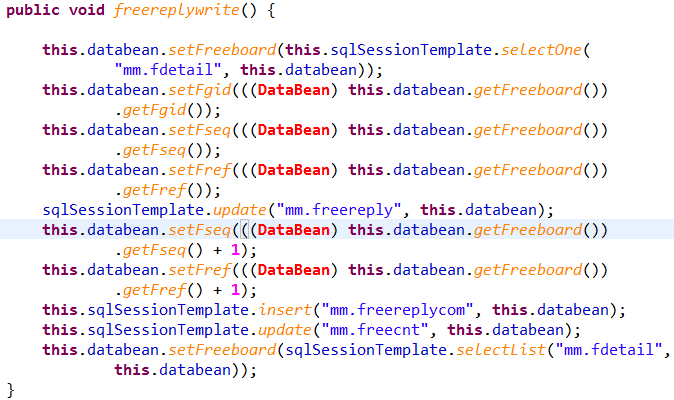 public void freereplywrite() {
this.databean.setFreeboard(this.sqlSessionTemplate.selectOne(
"mm.fdetail", this.databean));
this.databean.setFgid(((DataBean) this.databean.getFreeboard())
.getFgid());
this.databean.setFseq(((DataBean) this.databean.getFreeboard())
.getFseq());
this.databean.setFref(((DataBean) this.databean.getFreeboard())
.getFref());
sqlSessionTemplate.update("mm.freereply", this.databean);
this.databean.setFseq(((DataBean) this.databean.getFreeboard())
.getFseq() + 1);
this.databean.setFref(((DataBean) this.databean.getFreeboard())
.getFref() + 1);
this.sqlSessionTemplate.insert("mm.freereplycom", this.databean);
this.sqlSessionTemplate.update("mm.freecnt", this.databean);
this.databean.setFreeboard(sqlSessionTemplate.selectList("mm.fdetail",
this.databean));
}